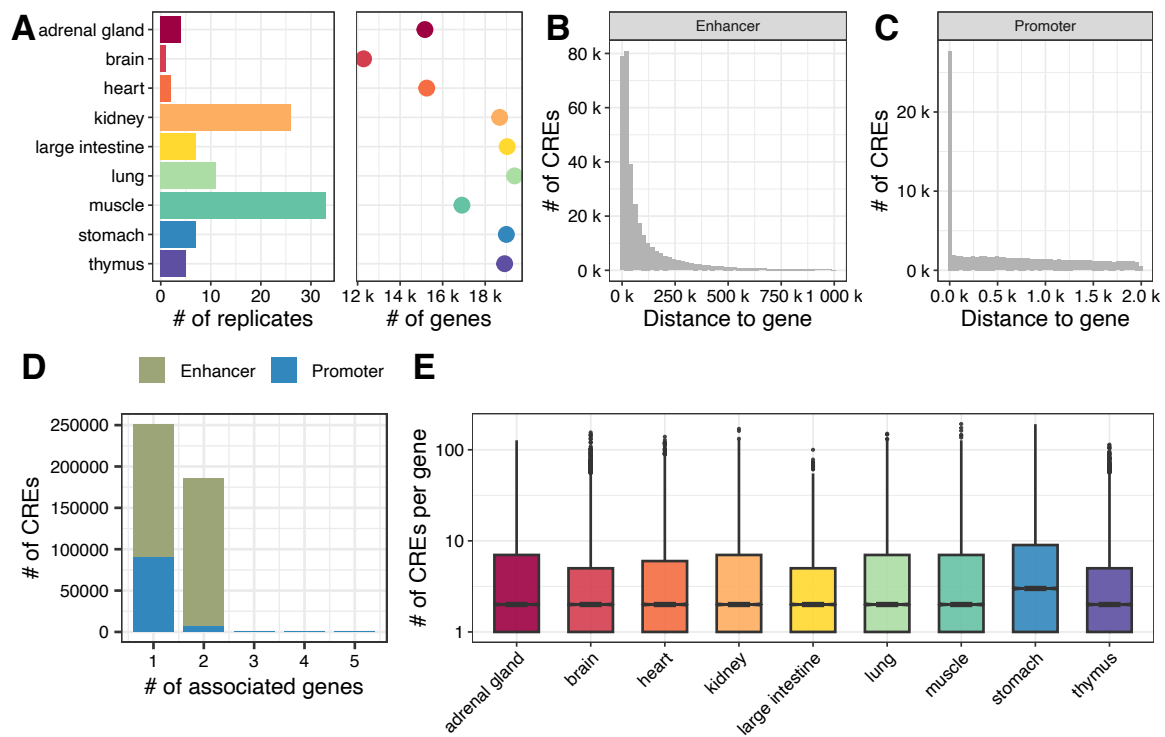 A
adrenal gland
brain
heart
kidney
large intestine
lung
muscle
stomach
thymus
0 10 20 30
# of replicates
12 k 14 k 16 k 18 k
# of genes
B
Enhancer
80 k
60 k
40 k
20 k
0 k
# of CREs
0 k 250 k 500 k 750 k 1 000 k
Distance to gene
C
Promoter
20 k
10 k
0 k
# of CREs
0.0 k 0.5 k 1.0 k 1.5 k 2.0 k
Distance to gene
D
Enhancer Promoter
250000
200000
150000
100000
50000
0
# of CREs
1 2 3 4 5
# of associated genes
E
100
10
1
# of CREs per gene
adrenal gland
brain
heart
kidney
large intestine
lung
muscle
stomach
thymus